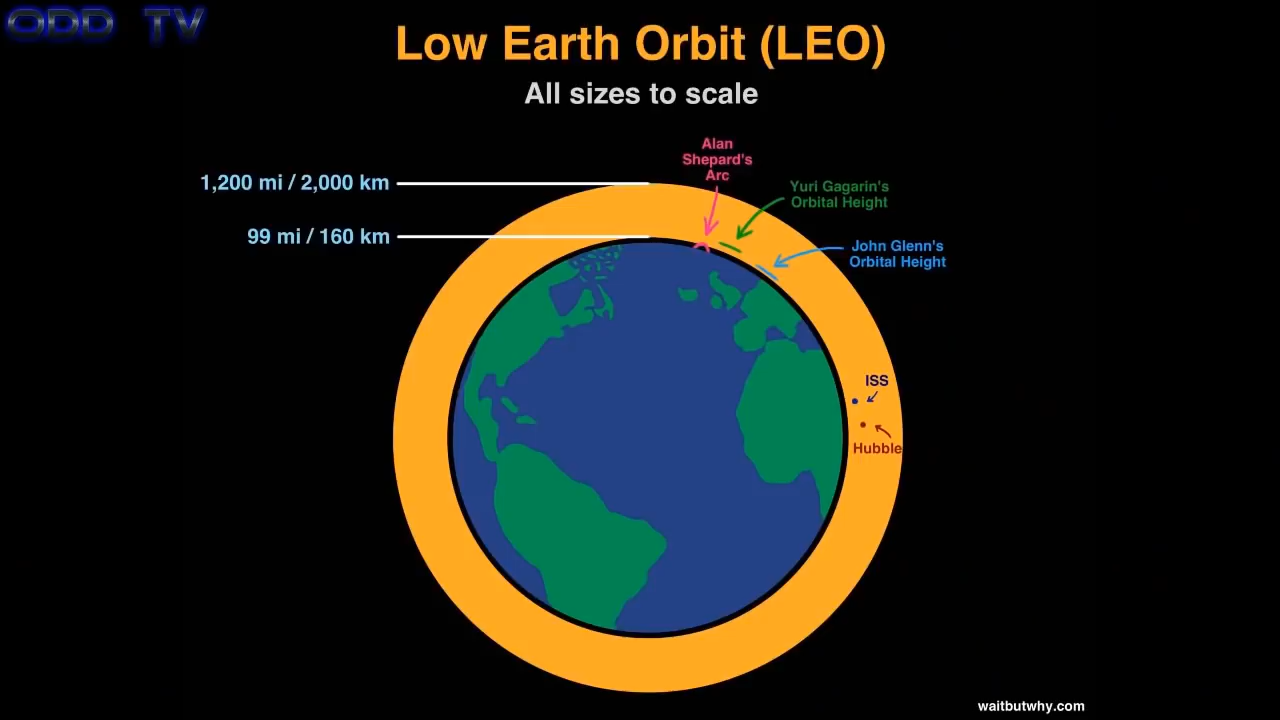 ODD TV
Low Earth Orbit (LEO)
All sizes to scale
Alan
Shepard's
Arc
1,200 mi / 2,000 km
Yuri Gagarin's
Orbital Height
99 mi / 160 km
John Glenn's
Orbital Height
ISS
Hubble
waitbutwhy.com